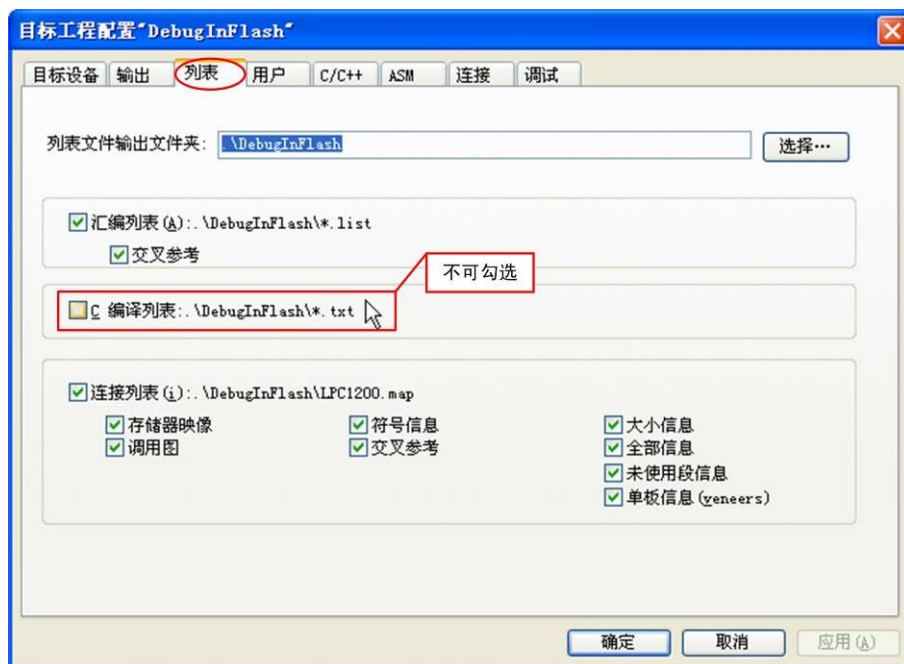 目标工程配置"DebugInFlash"
目标设备 输出 列表 用户 C/C++ ASM 连接 调试
列表文件输出文件夹: .\DebugInFlash 选择…
汇编列表(A):.\DebugInFlash\*.list
交叉参考
不可勾选
C 编译列表:.\DebugInFlash\*.txt
连接列表(i):.\DebugInFlash\LPC1200.map
存储器映像 符号信息 大小信息
调用图 交叉参考 全部信息
未使用段信息
单板信息(veneers)
确定 取消 应用(A)